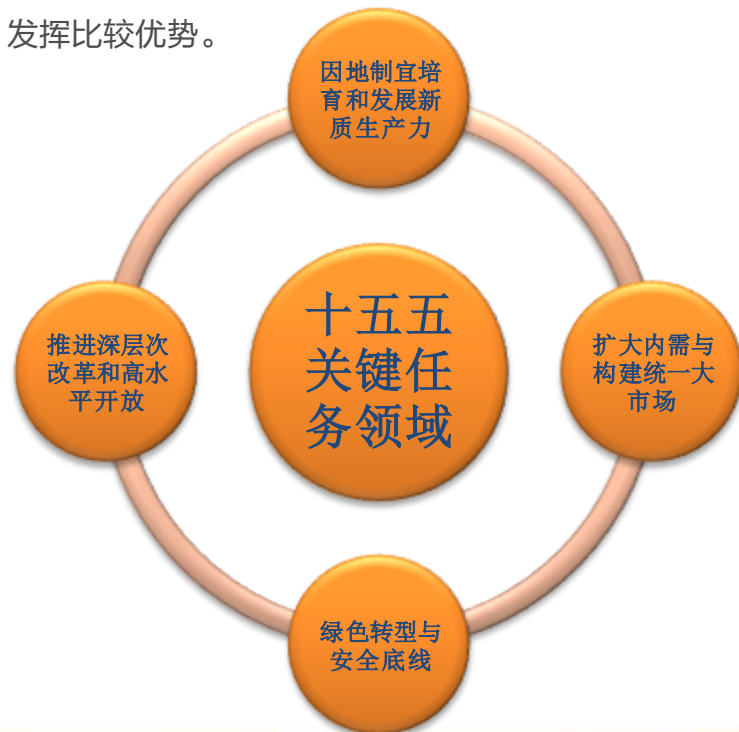 发挥比较优势。
因地制宜培
育和发展新
质生产力
推进深层次
改革和高水
平开放
十五五
关键任
务领域
扩大内需与
构建统一大
市场
绿色转型与
安全底线